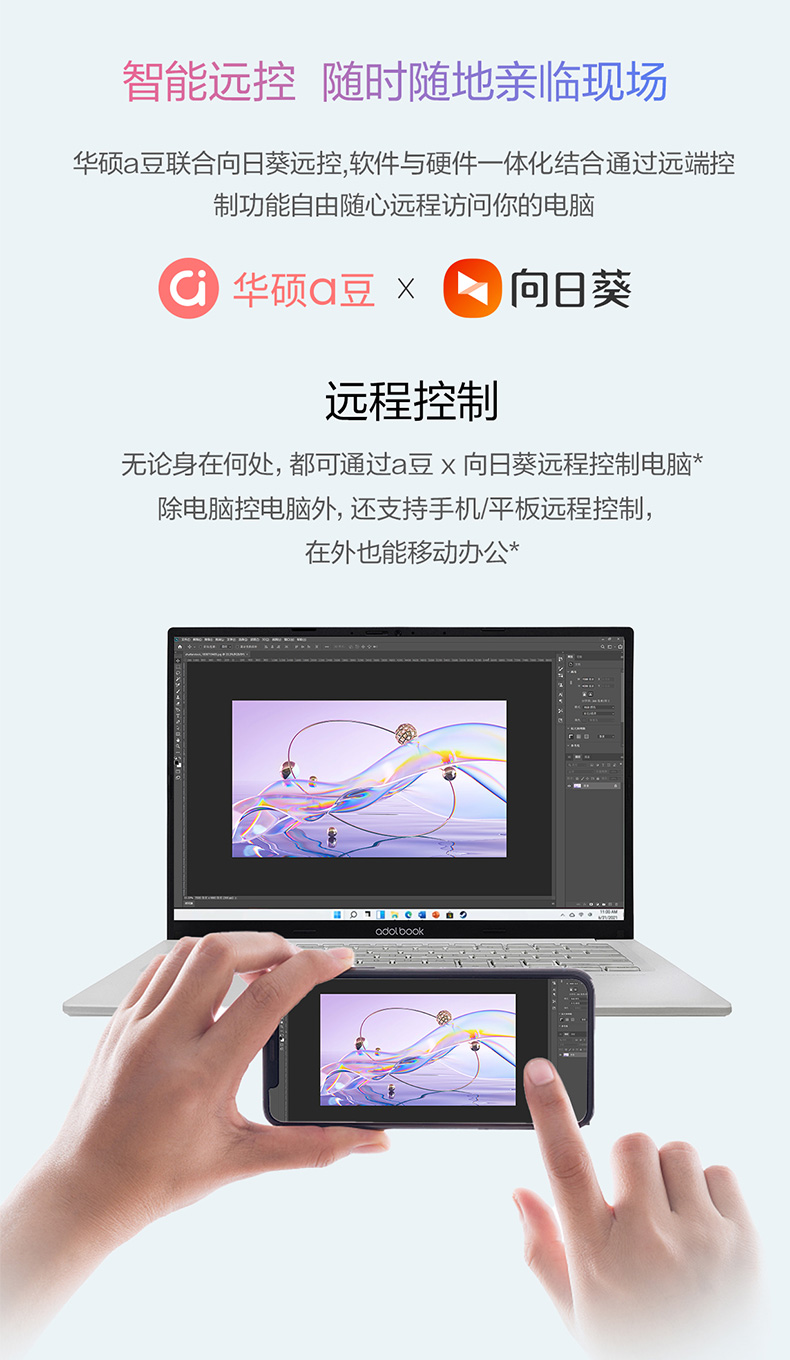 智能远控 随时随地亲临现场
华硕a豆联合向日葵远控,软件与硬件一体化结合通过远端控
制功能自由随心远程访问你的电脑
华硕a豆 x 向日葵
远程控制
无论身在何处，都可通过a豆 x 向日葵远程控制电脑*
除电脑控电脑外，还支持手机/平板远程控制，
在外也能移动办公*
11:00 AM
adolbook